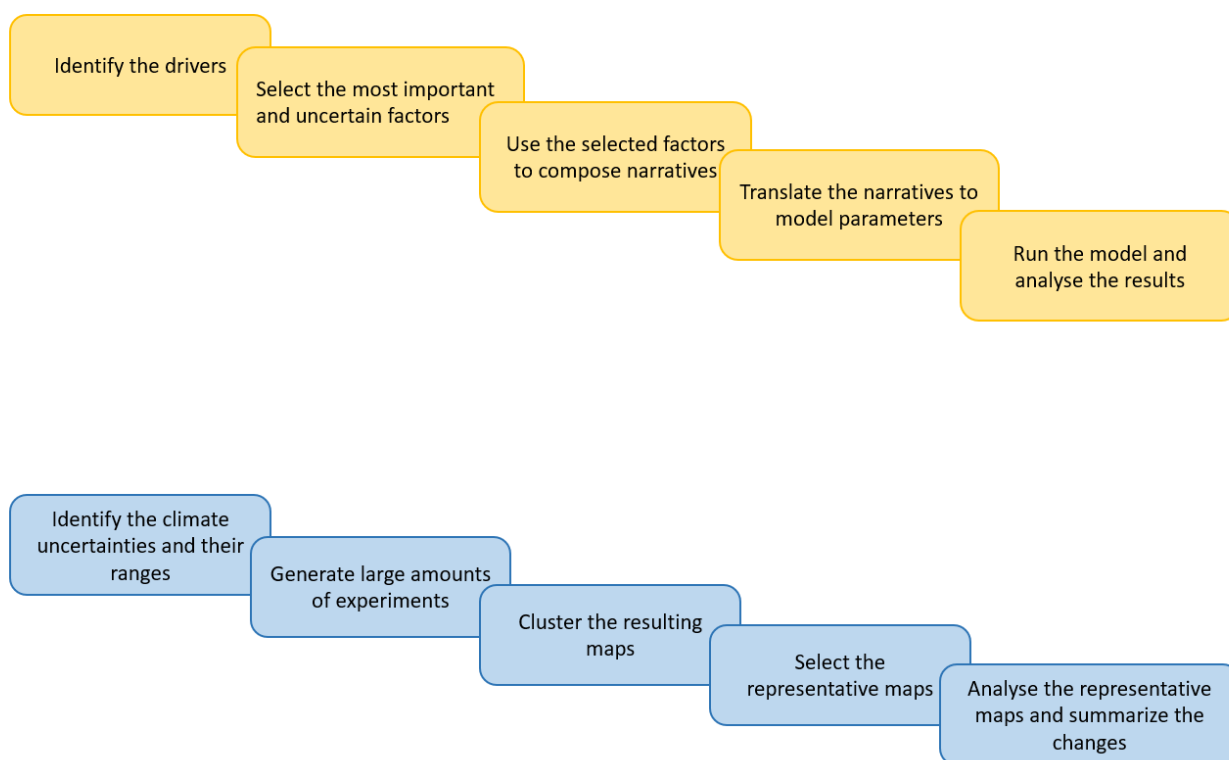 Identify the drivers
Select the most important
and uncertain factors
Use the selected factors
to compose narratives
Translate the narratives to
model parameters
Run the model and
analyse the results
Identify the climate
uncertainties and their
ranges
Generate large amounts
of experiments
Cluster the resulting
maps
Select the
representative maps
Analyse the representative
maps and summarize the
changes